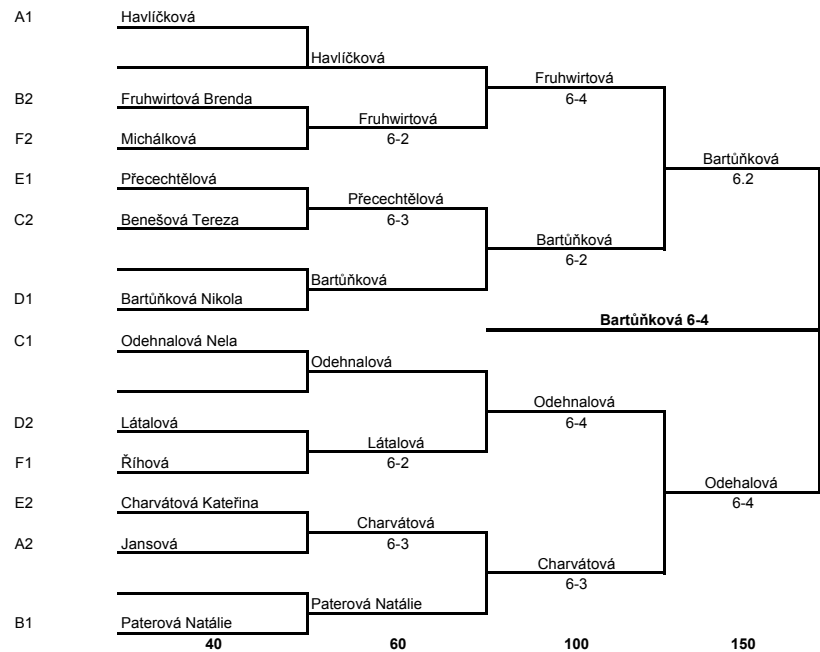 A1 Havlíčková
Havlíčková
Fruhwirtová
B2 Fruhwirtová Brenda 6-4
Fruhwirtová
F2 Michálková 6-2
Bartůňková
E1 Přecechtělová 6.2
Přecechtělová
C2 Benešová Tereza 6-3
Bartůňková
6-2
Bartůňková
D1 Bartůňková Nikola
Bartůňková 6-4
C1 Odehnalová Nela
Odehnalová
Odehnalová
D2 Látalová 6-4
Látalová
F1 Říhová 6-2
Odehalová
E2 Charvátová Kateřina 6-4
Charvátová
A2 Jansová 6-3
Charvátová
6-3
Paterová Natálie
B1 Paterová Natálie
40 60 100 150